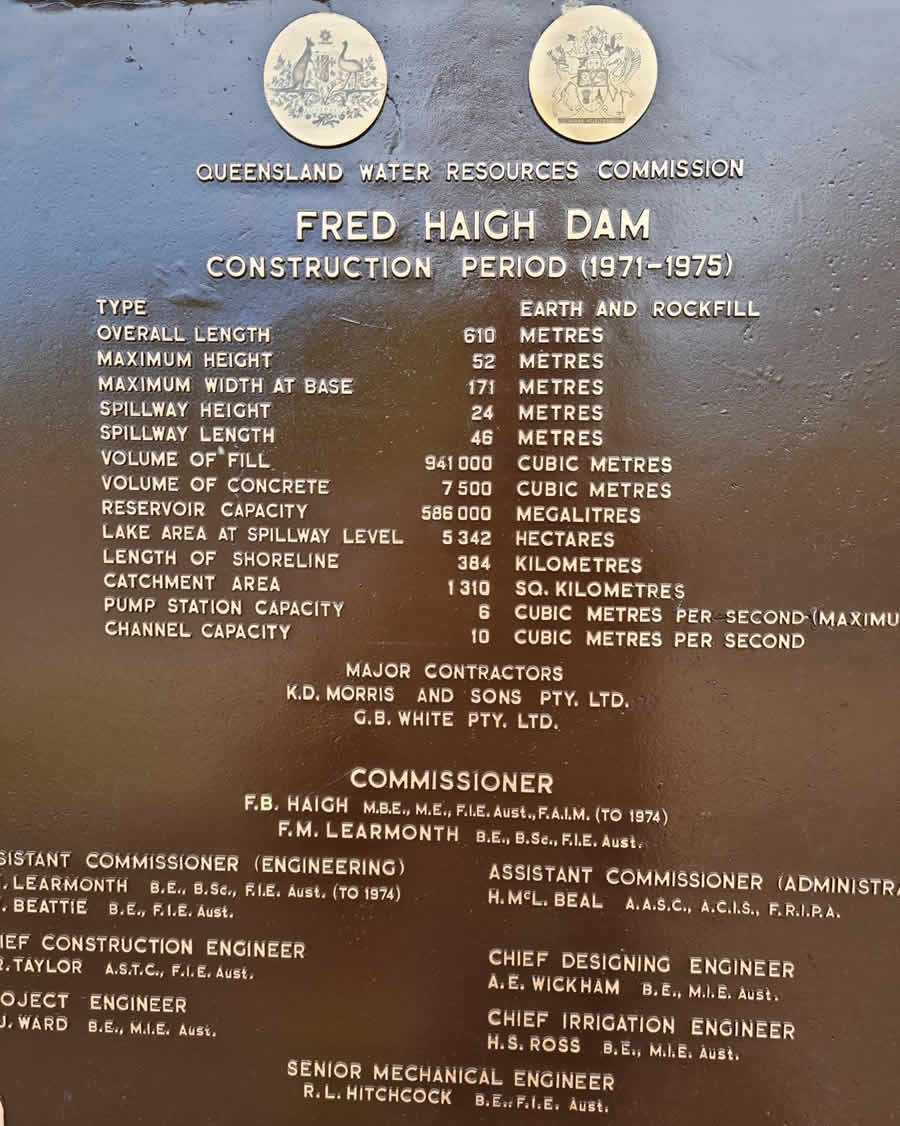 QUEENSLAND WATER RESOURCES COMMISSION
FRED HAIGH DAM
CONSTRUCTION PERIOD (1971-1975)
TYPE EARTH AND ROCKFILL
OVERALL LENGTH 610 METRES
MAXIMUM HEIGHT 52 METRES
MAXIMUM WIDTH AT BASE 171 METRES
SPILLWAY HEIGHT 24 METRES
SPILLWAY LENGTH 46 METRES
VOLUME OF FILL 941 000 CUBIC METRES
VOLUME OF CONCRETE 7 500 CUBIC METRES
RESERVOIR CAPACITY 586 000 MEGALITRES
LAKE AREA AT SPILLWAY LEVEL 5 342 HECTARES
LENGTH OF SHORELINE 384 KILOMETRES
CATCHMENT AREA 1 310 SQ. KILOMETRES
PUMP STATION CAPACITY 6 CUBIC METRES PER SECOND (MAXIMU
CHANNEL CAPACITY 10 CUBIC METRES PER SECOND
MAJOR CONTRACTORS
K.D. MORRIS AND SONS PTY. LTD.
G.B. WHITE PTY. LTD.
COMMISSIONER
F.B. HAIGH M.B.E., M.E., F.I.E. Aust., F.A.I.M. (TO 1974)
F.M. LEARMONTH B.E., B.Sc., F.I.E. Aust.
SISTANT COMMISSIONER (ENGINEERING)
. LEARMONTH B.E., B.Sc., F.I.E. Aust. (TO 1974)
. BEATTIE B.E., F.I.E. Aust.
ASSISTANT COMMISSIONER (ADMINISTRA
H.McL. BEAL A.A.S.C., A.C.I.S., F.R.I.P.A.
IEF CONSTRUCTION ENGINEER
R. TAYLOR A.S.T.C., F.I.E. Aust.
CHIEF DESIGNING ENGINEER
A.E. WICKHAM B.E., M.I.E. Aust.
OJECT ENGINEER
J. WARD B.E., M.I.E. Aust.
CHIEF IRRIGATION ENGINEER
H.S. ROSS B.E., M.I.E. Aust.
SENIOR MECHANICAL ENGINEER
R.L. HITCHCOCK B.E., F.I.E. Aust.